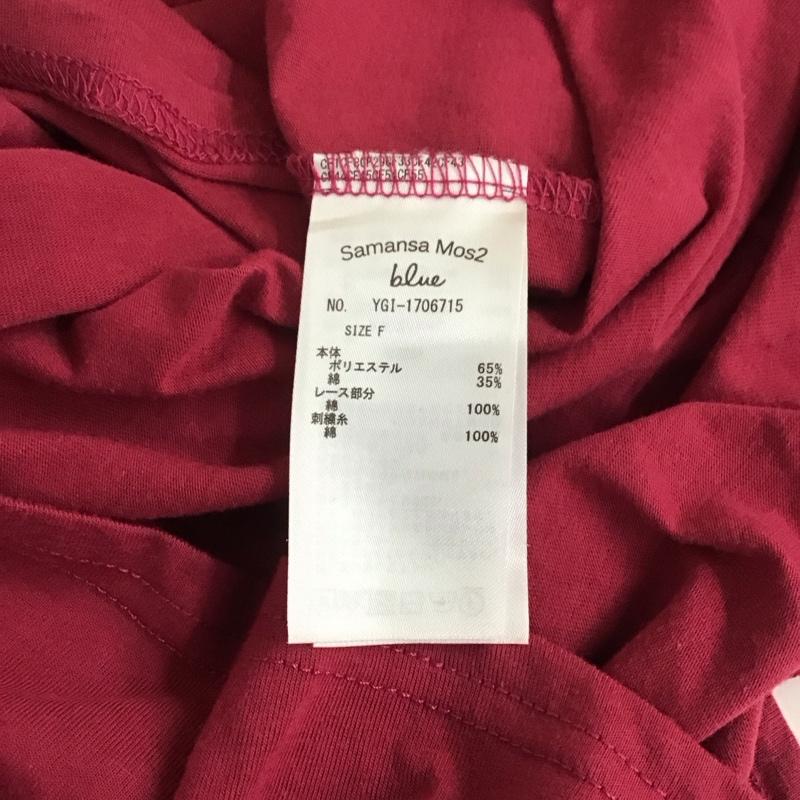 Samansa Mos2
blue
NO. YGI-1706715
SIZE F
本体
ポリエステル 65%
綿 35%
レース部分
綿 100%
刺繍糸
綿 100%